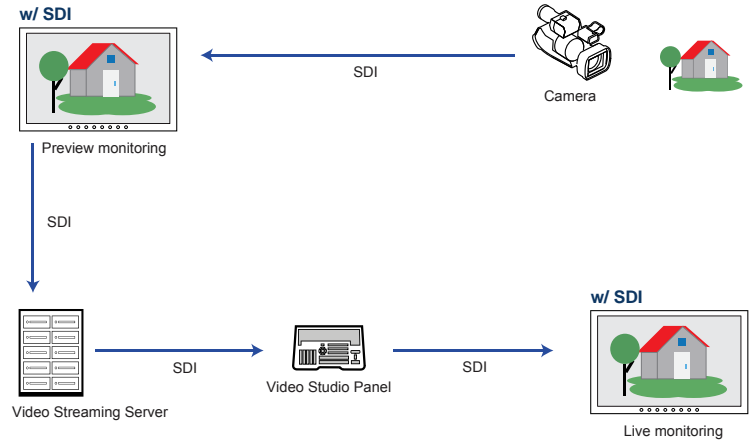 w/ SDI
SDI
Camera
Preview monitoring
SDI
w/ SDI
SDI
SDI
Video Studio Panel
Video Streaming Server
Live monitoring